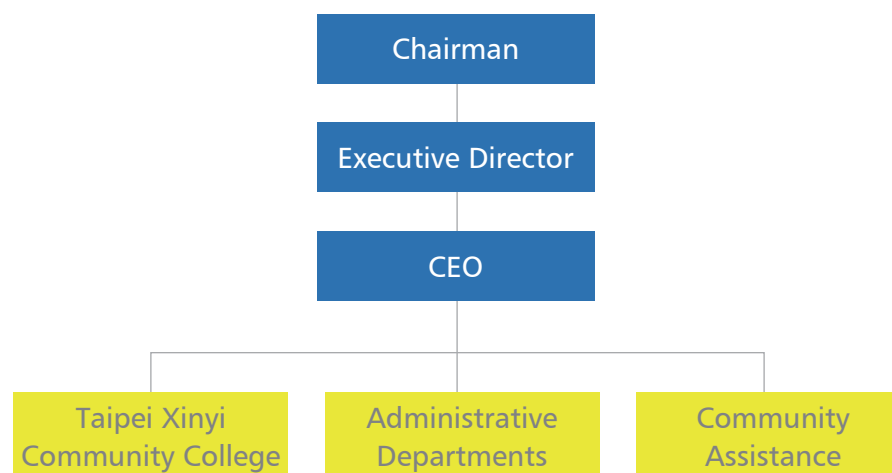 Chairman
Executive Director
CEO
Taipei Xinyi
Community College
Administrative
Departments
Community
Assistance